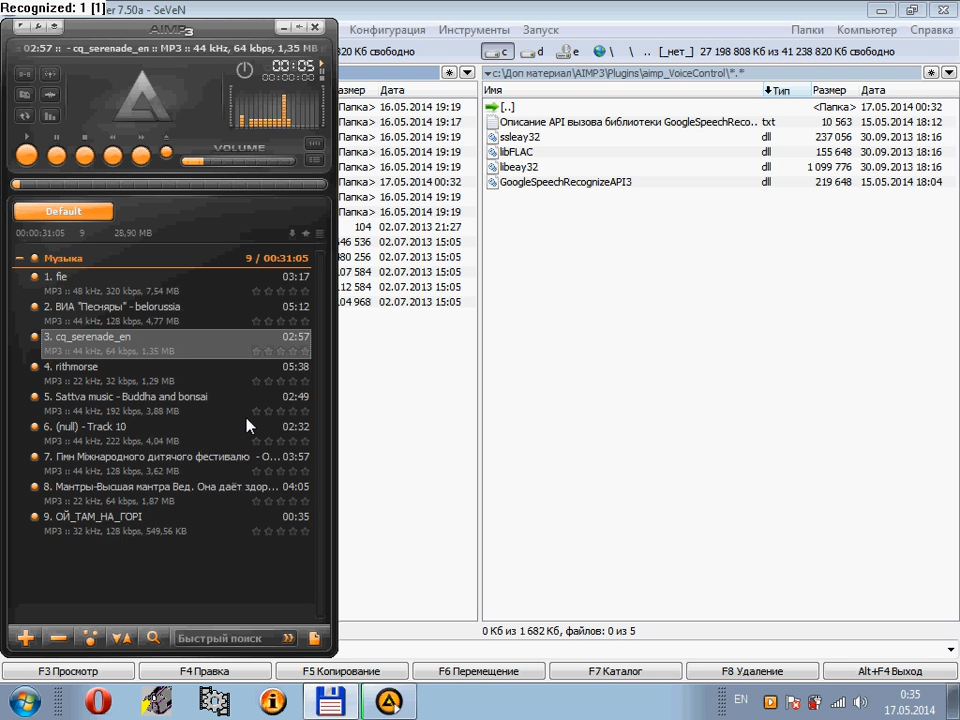 Recognized: 1 [1]
er 7.50a - SeVeN
AIMP3
Конфигурация Инструменты Запуск Папки Компьютер Справка
02:57 :: - cq_serenade_en :: MP3 :: 44 kHz, 64 kbps, 1,35 MB
820 Кб свободно
c d e \ \ .. [_нет_] 27 198 808 Кб из 41 238 820 Кб свободно
00:05
00:00:00
c:\Доп материал\AIMP3\Plugins\aimp_VoiceControl\*.*
азмер Дата
Имя Тип Размер Дата
Папка> 16.05.2014 19:19
[..] <Папка> 17.05.2014 00:32
Папка> 16.05.2014 19:17
Описание API вызова библиотеки GoogleSpeechReco.. txt 10 563 15.05.2014 18:12
Папка> 16.05.2014 19:19
ssleay32 dll 237 056 30.09.2013 18:16
VOLUME
Папка> 16.05.2014 19:19
libFLAC dll 155 648 30.09.2013 18:16
Папка> 16.05.2014 19:19
libeay32 dll 1 099 776 30.09.2013 18:16
Папка> 17.05.2014 00:32
GoogleSpeechRecognizeAPI3 dll 219 648 15.05.2014 18:04
Папка> 16.05.2014 19:19
Папка> 16.05.2014 19:19
104 02.07.2013 21:27
546 536 02.07.2013 15:05
480 256 02.07.2013 15:05
107 584 02.07.2013 15:05
104 968 02.07.2013 15:05
Default
00:00:31:05 9 28,90 MB
Музыка 9 / 00:31:05
1. fie 03:17
MP3 :: 48 kHz, 320 kbps, 7,54 MB
2. ВИА "Песняры" - belorussia 05:12
MP3 :: 44 kHz, 128 kbps, 4,77 MB
3. cq_serenade_en 02:57
MP3 :: 44 kHz, 64 kbps, 1,35 MB
4. rithmorse 05:38
MP3 :: 22 kHz, 32 kbps, 1,29 MB
5. Sattva music - Buddha and bonsai 02:49
MP3 :: 44 kHz, 192 kbps, 3,88 MB
6. (null) - Track 10 02:32
MP3 :: 44 kHz, 222 kbps, 4,04 MB
7. Гімн Міжнародного дитячого фестивалю - О... 03:57
MP3 :: 44 kHz, 128 kbps, 3,62 MB
8. Мантры-Высшая мантра Вед. Она даёт здор... 04:05
MP3 :: 22 kHz, 64 kbps, 1,87 MB
9. ОЙ_ТАМ_НА_ГОРІ 00:35
MP3 :: 32 kHz, 128 kbps, 549,56 KB
Быстрый поиск
0 Кб из 1 682 Кб, файлов: 0 из 5
F3 Просмотр F4 Правка F5 Копирование F6 Перемещение F7 Каталог F8 Удаление Alt+F4 Выход
EN 0:35
17.05.2014